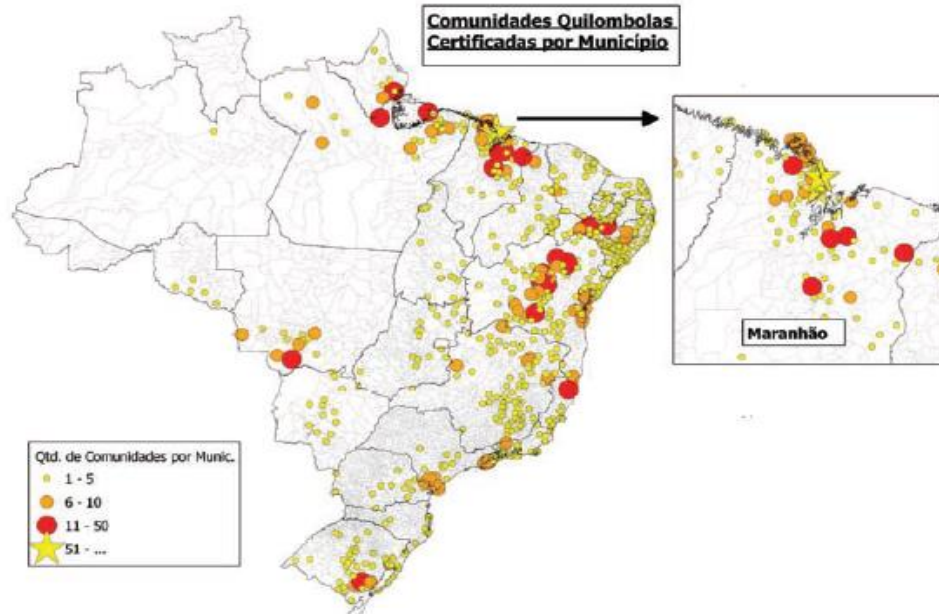 Comunidades Quilombolas
Certificadas por Município
Maranhão
Qtd. de Comunidades por Munic.
1 - 5
6 - 10
11 - 50
51 - ...